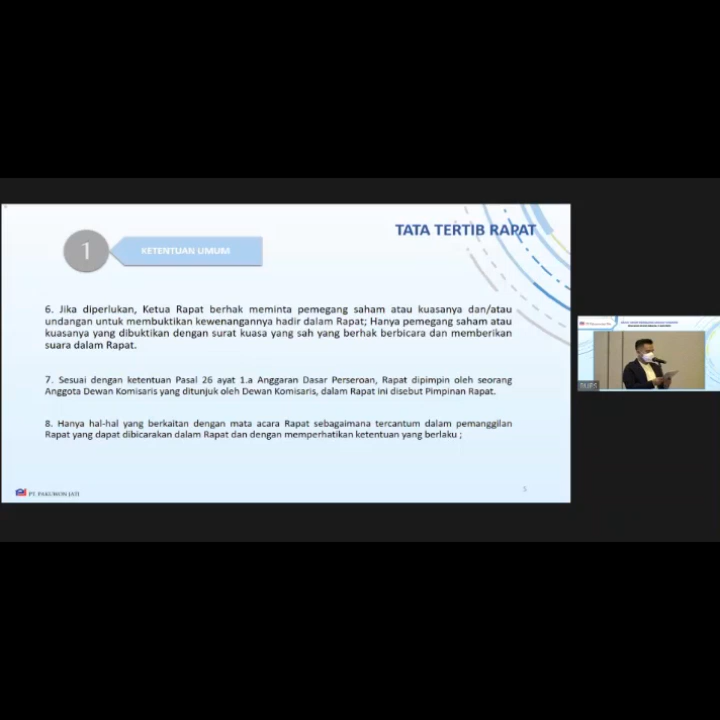 TATA TERTIB RAPAT
1
KETENTUAN UMUM
6. Jika diperlukan, Ketua Rapat berhak meminta pemegang saham atau kuasanya dan/atau
undangan untuk membuktikan kewenangannya hadir dalam Rapat; Hanya pemegang saham atau
kuasanya yang dibuktikan dengan surat kuasa yang sah yang berhak berbicara dan memberikan
suara dalam Rapat.
7. Sesuai dengan ketentuan Pasal 26 ayat 1.a Anggaran Dasar Perseroan, Rapat dipimpin oleh seorang
Anggota Dewan Komisaris yang ditunjuk oleh Dewan Komisaris, dalam Rapat ini disebut Pimpinan Rapat.
8. Hanya hal-hal yang berkaitan dengan mata acara Rapat sebagaimana tercantum dalam pemanggilan
Rapat yang dapat dibicarakan dalam Rapat dan dengan memperhatikan ketentuan yang berlaku ;
PT. PAKUWON JATI
5